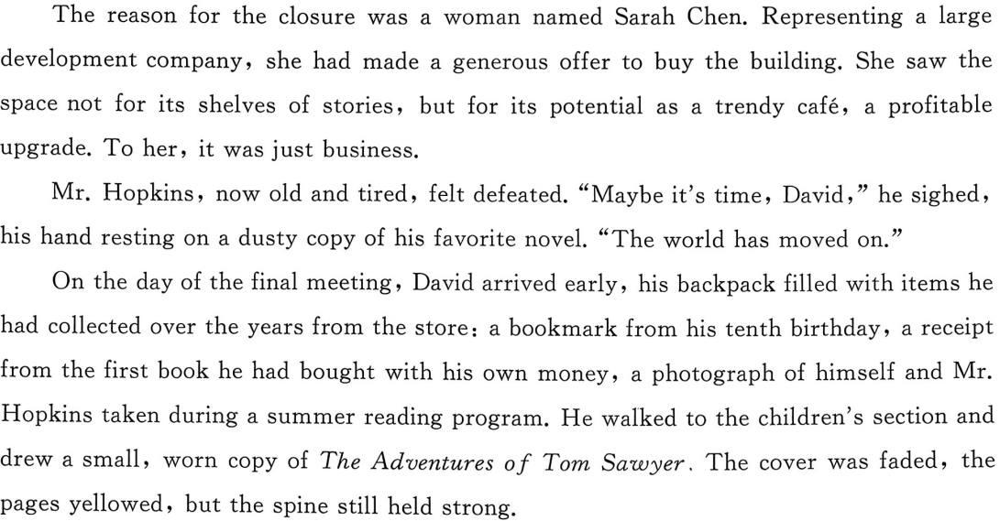 The reason for the closure was a woman named Sarah Chen. Representing a large
development company, she had made a generous offer to buy the building. She saw the
space not for its shelves of stories, but for its potential as a trendy café, a profitable
upgrade. To her, it was just business.
Mr. Hopkins, now old and tired, felt defeated. “Maybe it’s time, David,” he sighed,
his hand resting on a dusty copy of his favorite novel. “The world has moved on.”
On the day of the final meeting, David arrived early, his backpack filled with items he
had collected over the years from the store: a bookmark from his tenth birthday, a receipt
from the first book he had bought with his own money, a photograph of himself and Mr.
Hopkins taken during a summer reading program. He walked to the children’s section and
drew a small, worn copy of The Adventures of Tom Sawyer. The cover was faded, the
pages yellowed, but the spine still held strong.